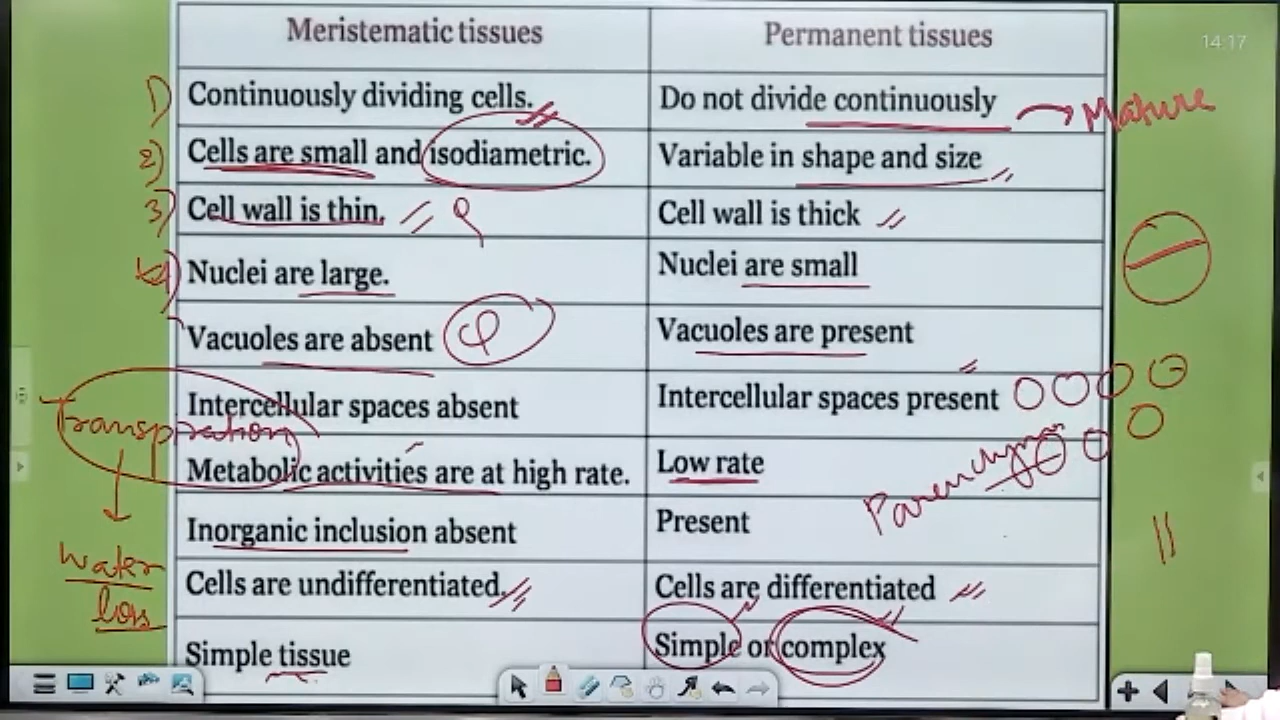 Meristematic tissues Permanent tissues
14:17
1) Continuously dividing cells. Do not divide continuously → Mature
2) Cells are small and isodiametric. Variable in shape and size
3) Cell wall is thin. Cell wall is thick
4) Nuclei are large. Nuclei are small
Vacuoles are absent Vacuoles are present
Intercellular spaces absent Intercellular spaces present
Transpiration
Metabolic activities are at high rate. Low rate
Parenchyma
Inorganic inclusion absent Present
water
loss
Cells are undifferentiated. Cells are differentiated
Simple tissue Simple or complex